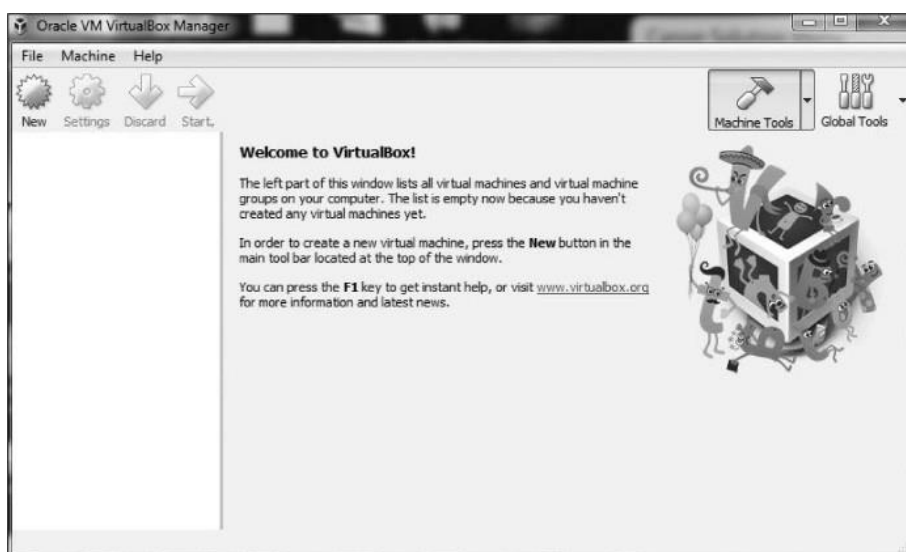 Oracle VM VirtualBox Manager
File Machine Help
New Settings Discard Start.
Machine Tools Global Tools
Welcome to VirtualBox!
The left part of this window lists all virtual machines and virtual machine
groups on your computer. The list is empty now because you haven't
created any virtual machines yet.
In order to create a new virtual machine, press the New button in the
main tool bar located at the top of the window.
You can press the F1 key to get instant help, or visit www.virtualbox.org
for more information and latest news.